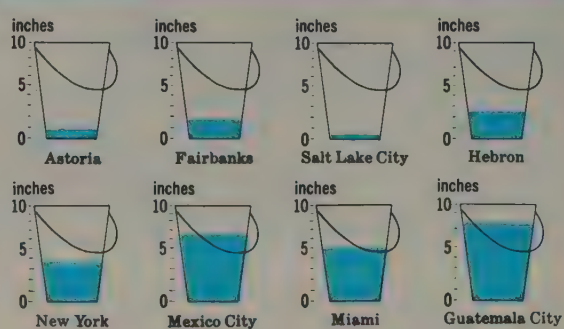 inches inches inches inches
10 10 10 10
5 5 5 5
0 0 0 0
Astoria Fairbanks Salt Lake City Hebron
inches inches inches inches
10 10 10 10
5 5 5 5
0 0 0 0
New York Mexico City Miami Guatemala City